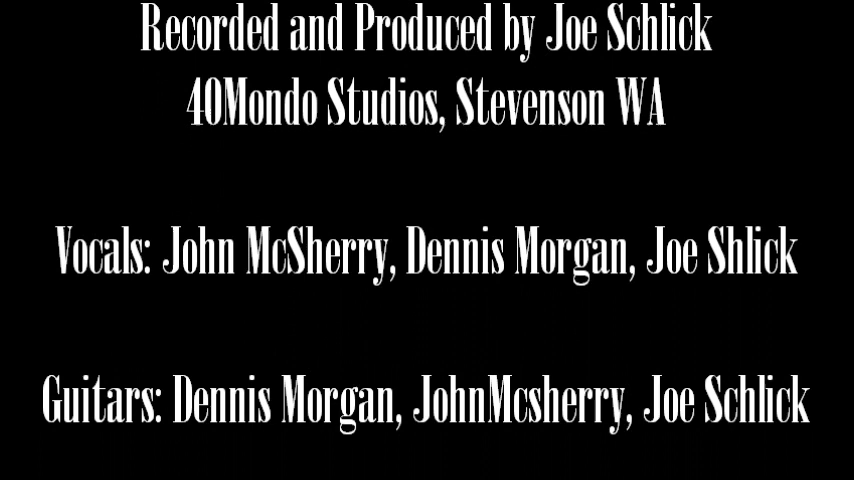 Recorded and Produced by Joe Schlick
40Mondo Studios, Stevenson WA
Vocals: John McSherry, Dennis Morgan, Joe Shlick
Guitars: Dennis Morgan, JohnMcsherry, Joe Schlick